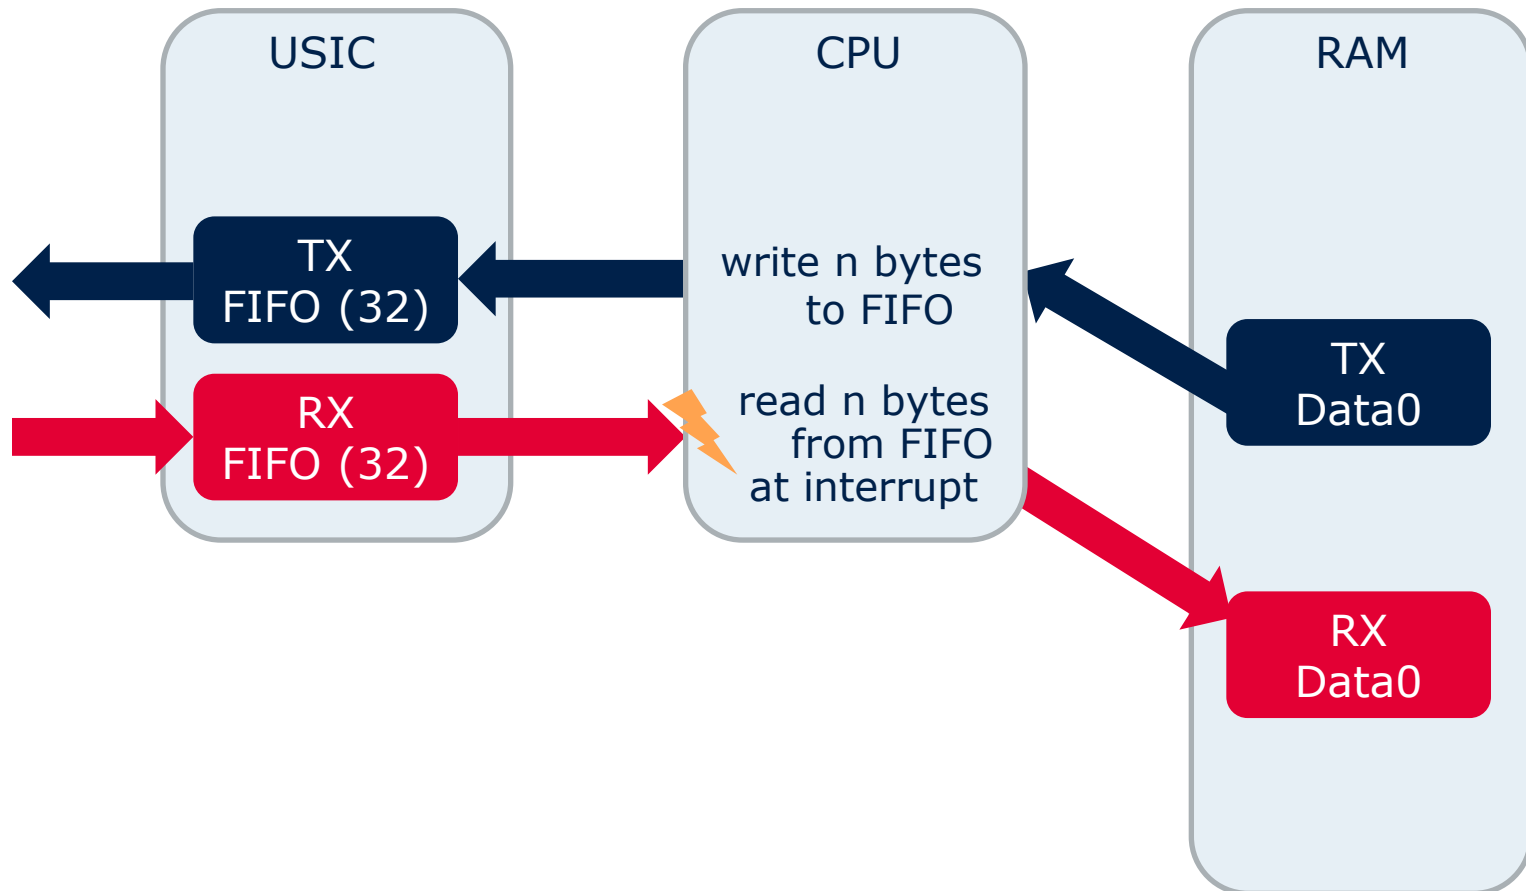 USIC
CPU
RAM
TX
FIFO (32)
write n bytes
to FIFO
TX
Data0
RX
FIFO (32)
read n bytes
from FIFO
at interrupt
RX
Data0